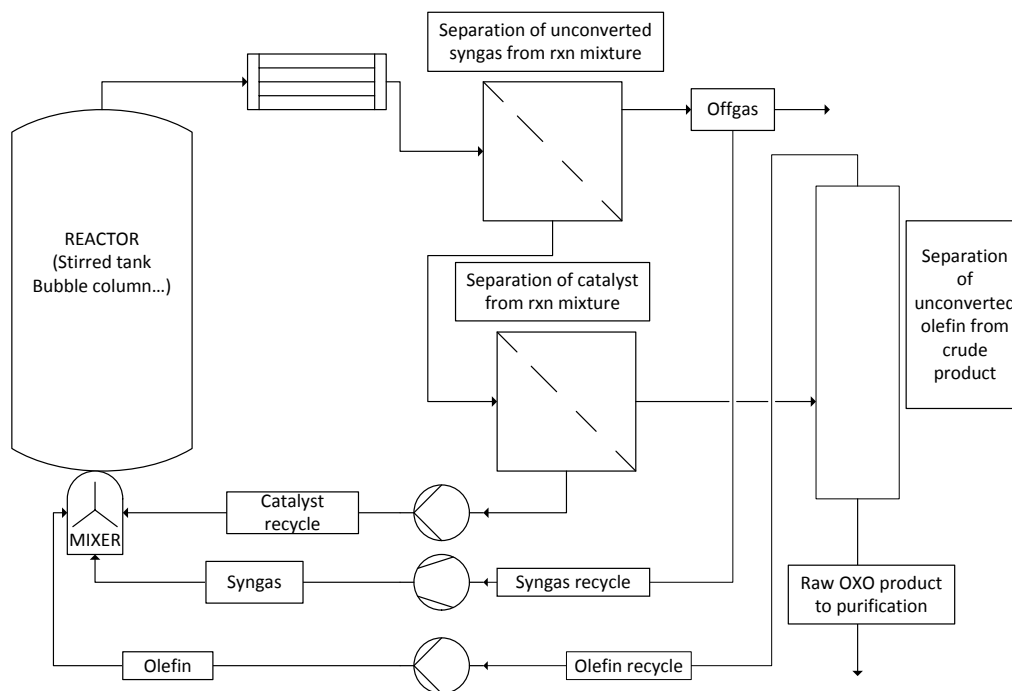 Separation of unconverted
syngas from rxn mixture
Offgas
REACTOR
(Stirred tank
Bubble column…)
Separation of catalyst
from rxn mixture
Separation
of
unconverted
olefin from
crude
product
Catalyst
recycle
MIXER
Syngas
Syngas recycle
Raw OXO product
to purification
Olefin
Olefin recycle